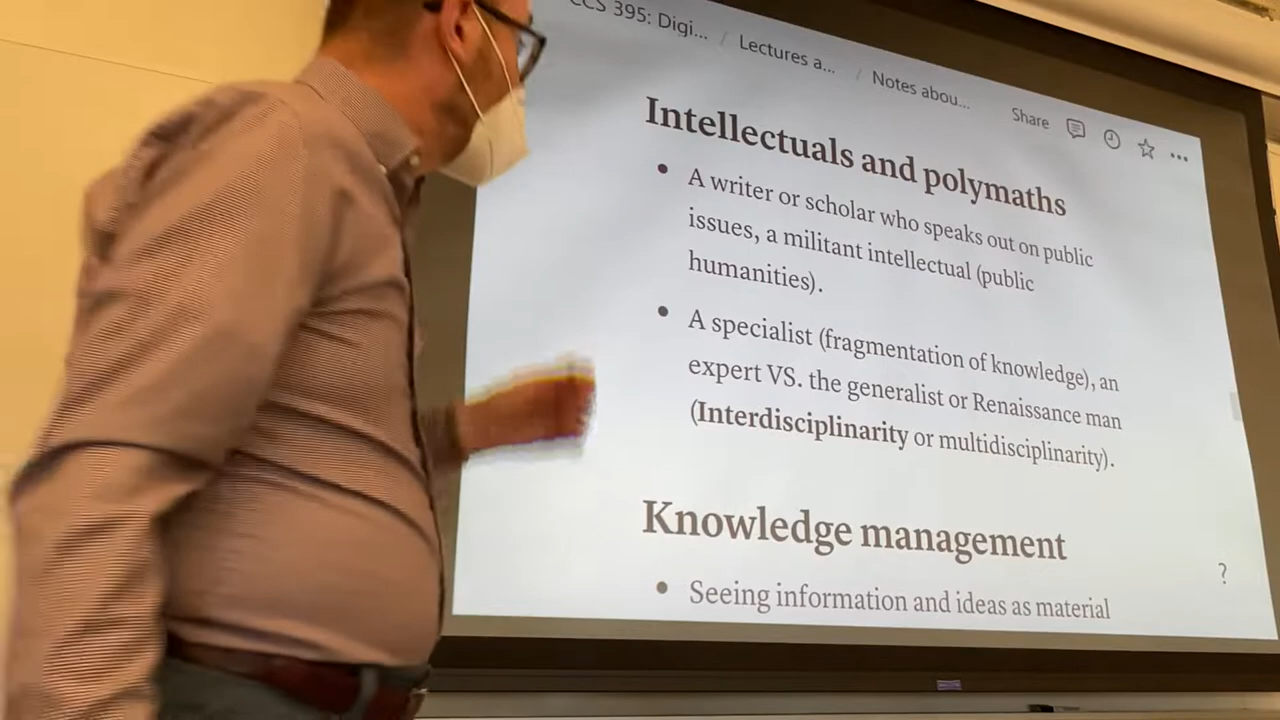 CCS 395: Digi... / Lectures a... / Notes abou... Share
Intellectuals and polymaths
• A writer or scholar who speaks out on public
issues, a militant intellectual (public
humanities).
• A specialist (fragmentation of knowledge), an
expert VS. the generalist or Renaissance man
(Interdisciplinarity or multidisciplinarity).
Knowledge management
• Seeing information and ideas as material
?